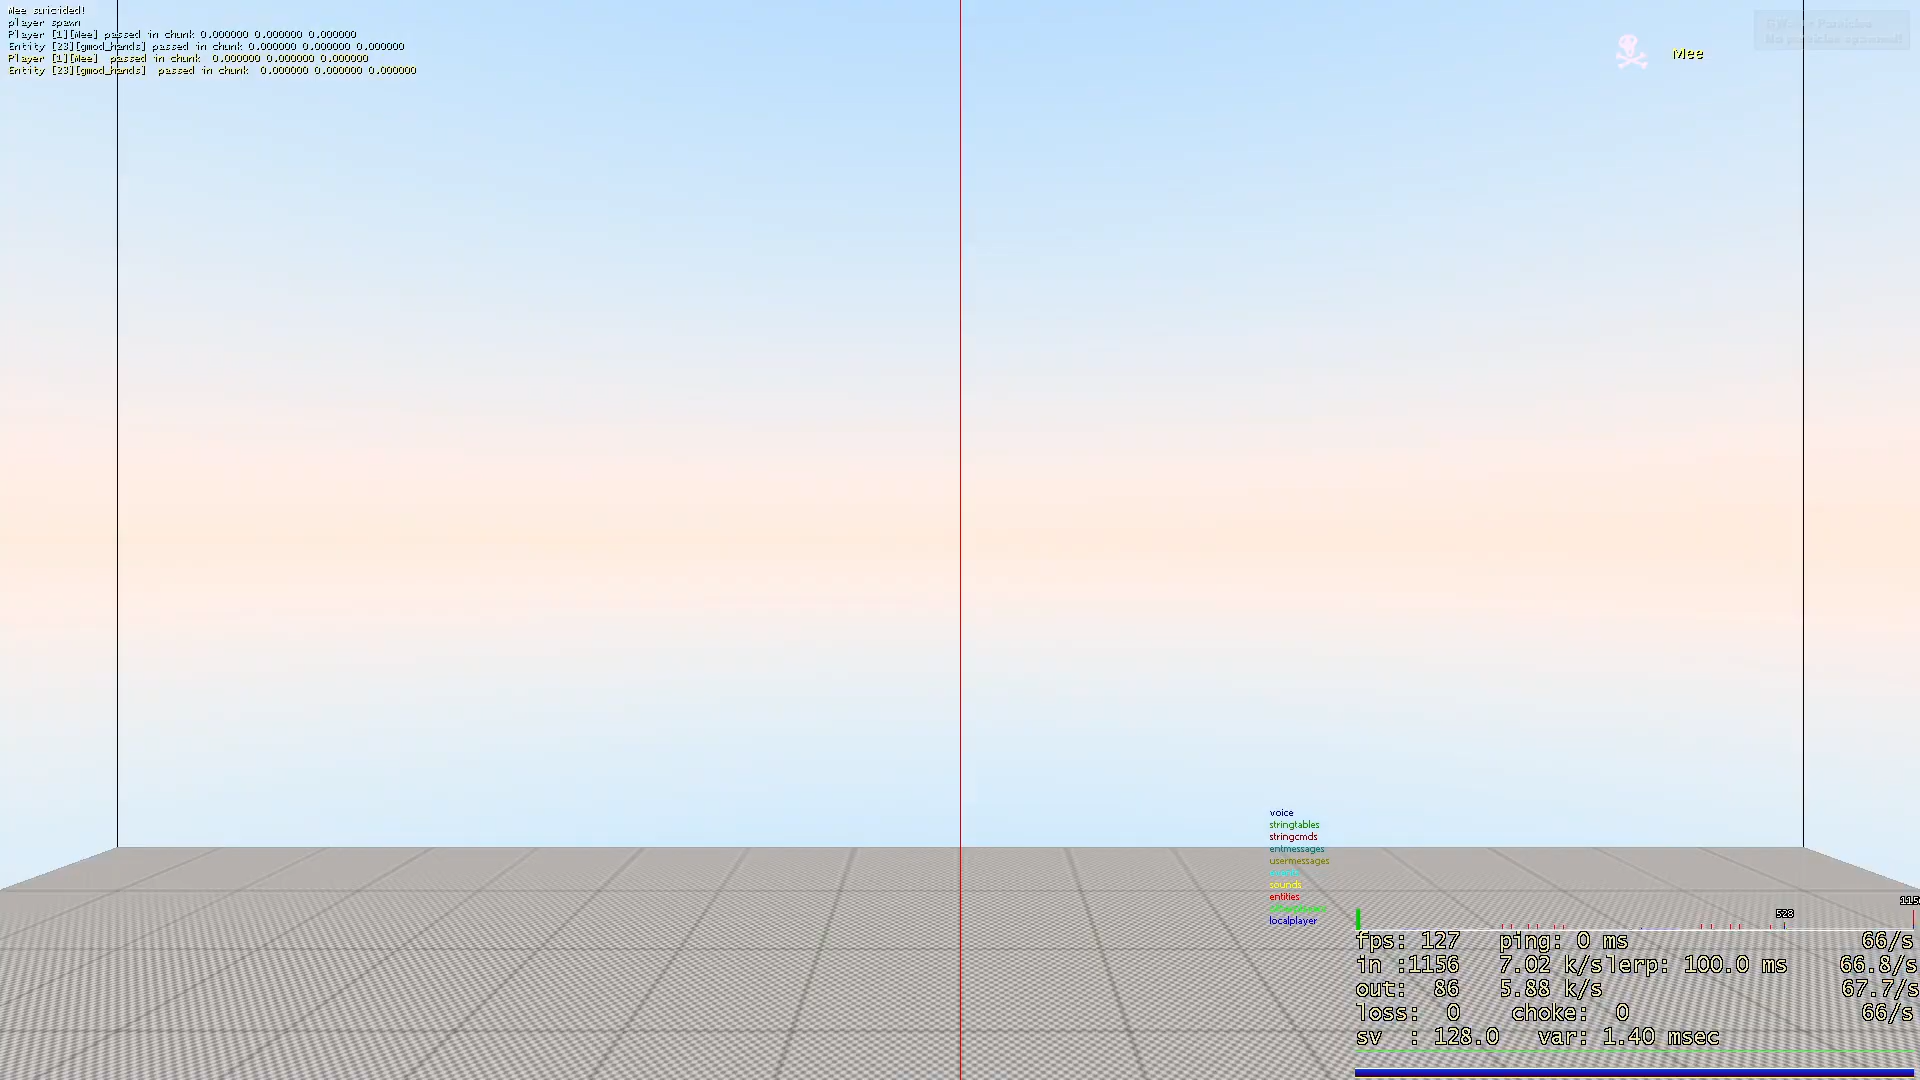 Mee suicided!
player spawn
Player [1][Mee] passed in chunk 0.000000 0.000000 0.000000
Entity [23][gmod_hands] passed in chunk 0.000000 0.000000 0.000000
Player [1][Mee]  passed in chunk  0.000000 0.000000 0.000000
Entity [23][gmod_hands]  passed in chunk  0.000000 0.000000 0.000000
Mee
voice
stringtables
stringcmds
entmessages
usermessages
sounds
entities
localplayer
528
115
fps: 127 ping: 0 ms 66/s
in :1156 7.02 k/s lerp: 100.0 ms 66.8/s
out: 86 5.88 k/s 67.7/s
loss: 0 choke: 0 66/s
sv : 128.0 var: 1.40 msec